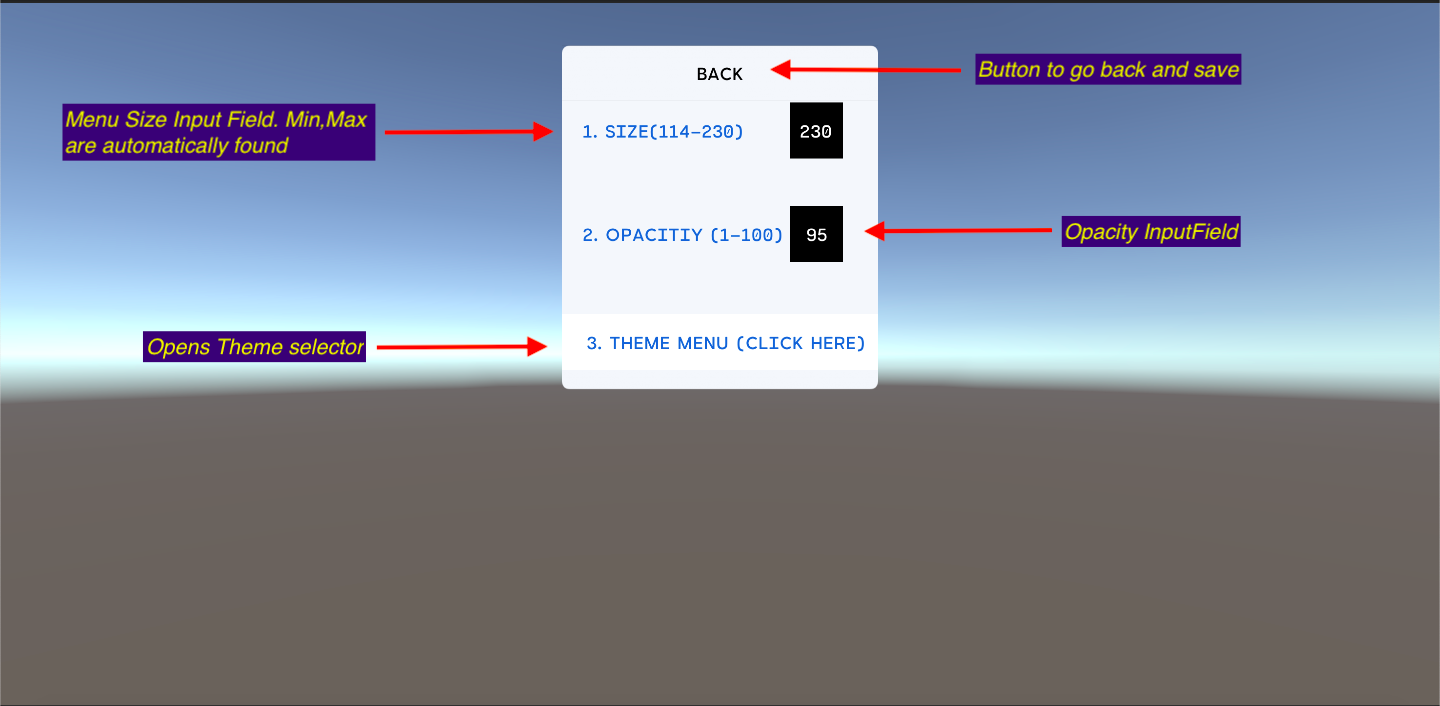 BACK
Button to go back and save
Menu Size Input Field. Min,Max
are automatically found
1. SIZE(114-230)
230
2. OPACITIY (1-100)
95
Opacity InputField
Opens Theme selector
3. THEME MENU (CLICK HERE)